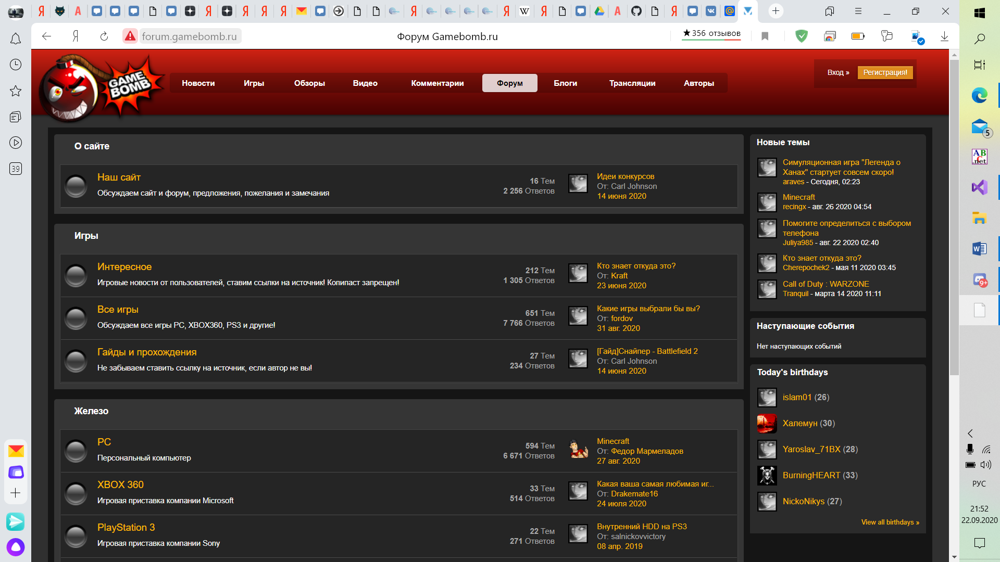 forum.gamebomb.ru
Форум Gamebomb.ru
★356 отзывов
39
GAME BOMB
Новости
Игры
Обзоры
Видео
Комментарии
Форум
Блоги
Трансляции
Авторы
Вход »
Регистрация!
О сайте
Наш сайт
Обсуждаем сайт и форум, предложения, пожелания и замечания
16 Тем
2 256 Ответов
Идеи конкурсов
От: Carl Johnson
14 июня 2020
Игры
Интересное
Игровые новости от пользователей, ставим ссылки на источник! Копипаст запрещен!
212 Тем
1 305 Ответов
Кто знает откуда это?
От: Kraft
23 июня 2020
Все игры
Обсуждаем все игры PC, XBOX360, PS3 и другие!
651 Тем
7 766 Ответов
Какие игры выбрали бы вы?
От: fordov
31 авг. 2020
Гайды и прохождения
Не забываем ставить ссылку на источник, если автор не вы!
27 Тем
234 Ответов
[Гайд]Снайпер - Battlefield 2
От: Carl Johnson
14 июня 2020
Железо
PC
Персональный компьютер
594 Тем
6 671 Ответов
Minecraft
От: Федор Мармеладов
27 авг. 2020
XBOX 360
Игровая приставка компании Microsoft
33 Тем
514 Ответов
Какая ваша самая любимая иг...
От: Drakemate16
24 июля 2020
PlayStation 3
Игровая приставка компании Sony
22 Тем
271 Ответов
Внутренний HDD на PS3
От: salnickovvictory
08 апр. 2019
Новые темы
Симуляционная игра "Легенда о
Ханах" стартует совсем скоро!
araves - Сегодня, 02:23
Minecraft
recingx - авг. 26 2020 04:54
Помогите определиться с выбором
телефона
Juliya985 - авг. 22 2020 02:40
Кто знает откуда это?
Cherepochek2 - мая 11 2020 03:45
Call of Duty : WARZONE
Tranquil - марта 14 2020 11:11
Наступающие события
Нет наступающих событий
Today's birthdays
islam01 (26)
Халемун (30)
Yaroslav_71BX (28)
BurningHEART (33)
NickoNikys (27)
View all birthdays »
5
ABC.net
9+
РУС
21:52
22.09.2020